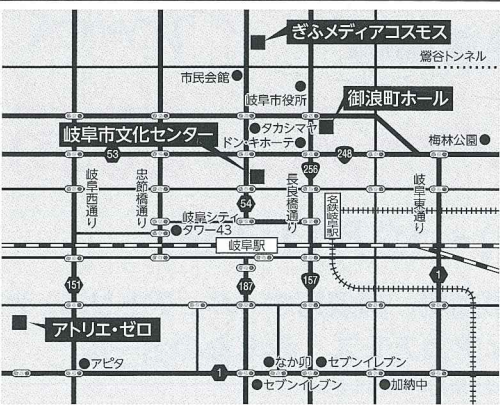 ぎふメディアコスモス
鶯谷トンネル
市民会館
岐阜市役所
御浪町ホール
タカシマヤ
岐阜市文化センター
ドン・キホーテ
梅林公園
53
248
256
岐阜西通り
忠節橋通り
長良橋通り
名鉄岐阜駅
岐阜東通り
54
岐阜シティ
タワー43
岐阜駅
151
187
157
1
アトリエ・ゼロ
アピタ
1
なか卯
セブンイレブン
セブンイレブン
加納中